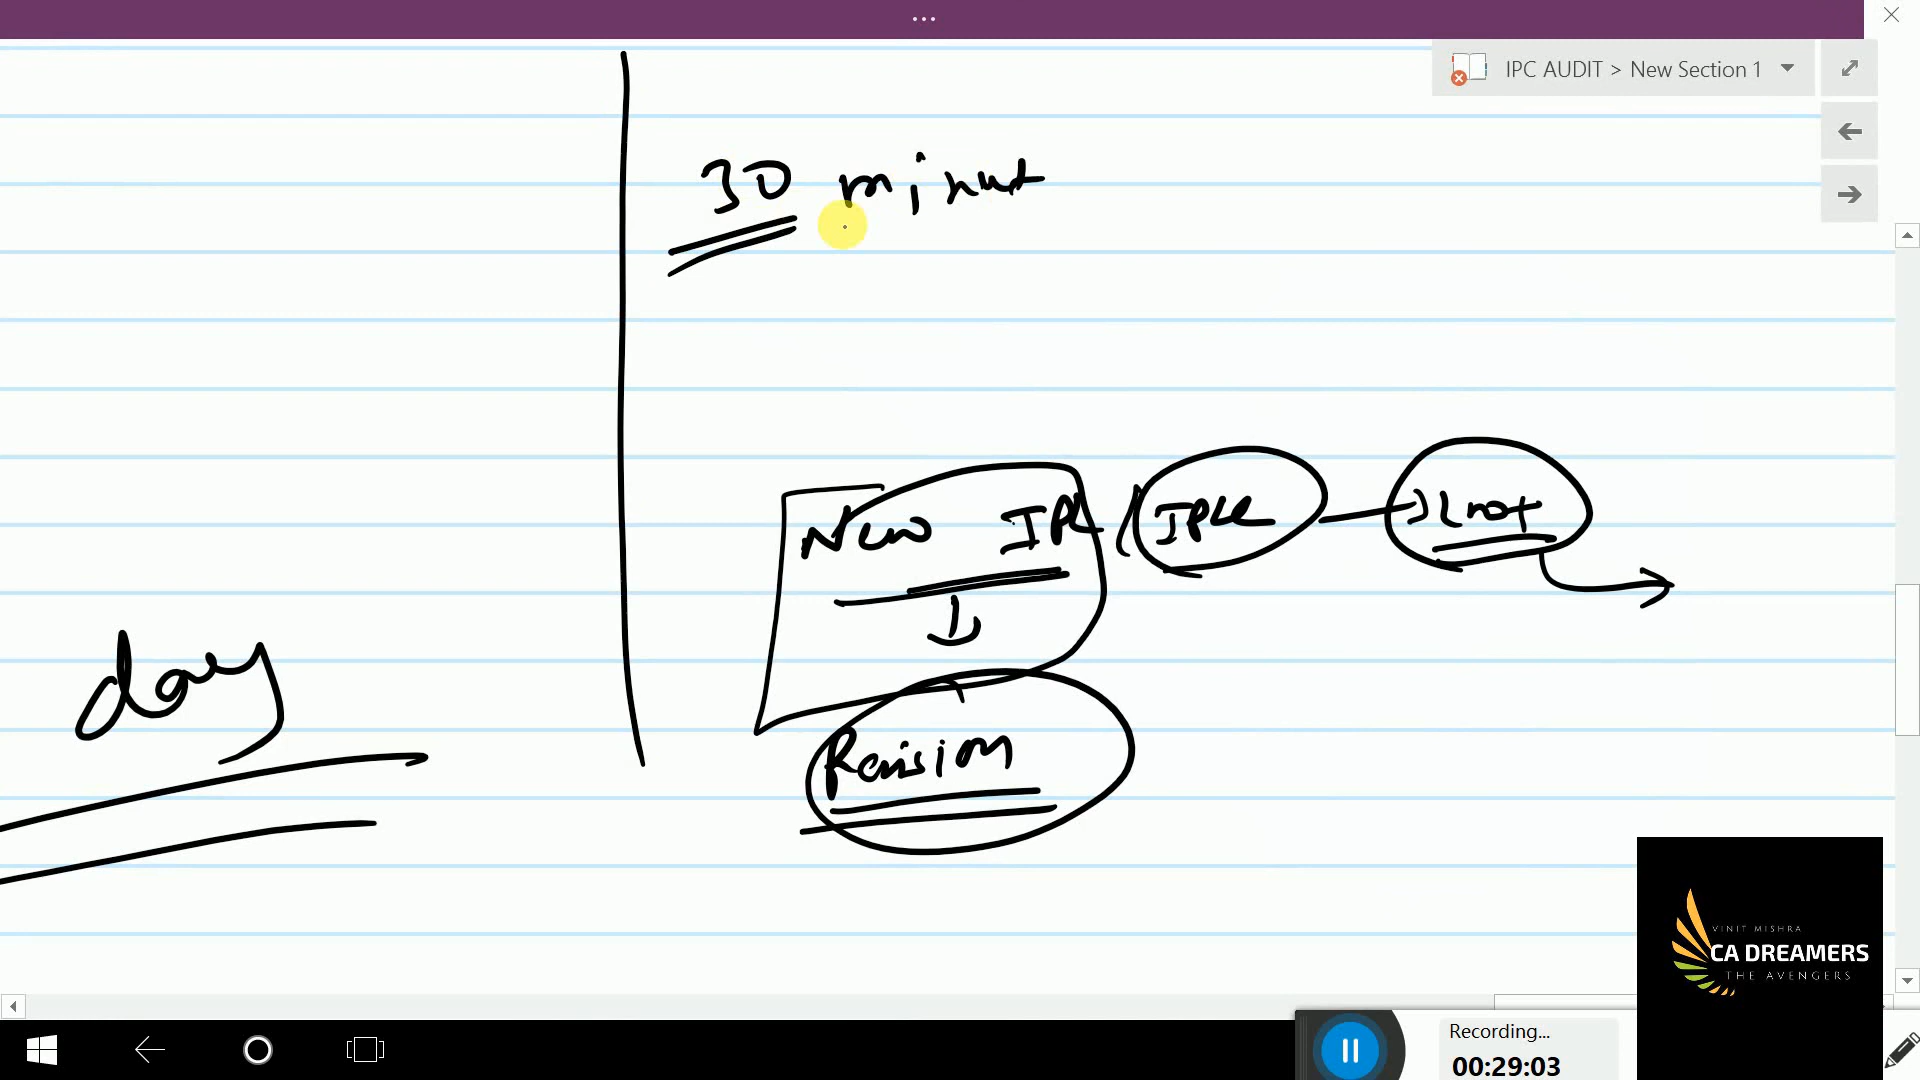 ...
IPC AUDIT > New Section 1
30 minut
New IPC
day
Revision
VINIT MISHRA
CA DREAMERS
THE AVENGERS
Recording...
00:29:03